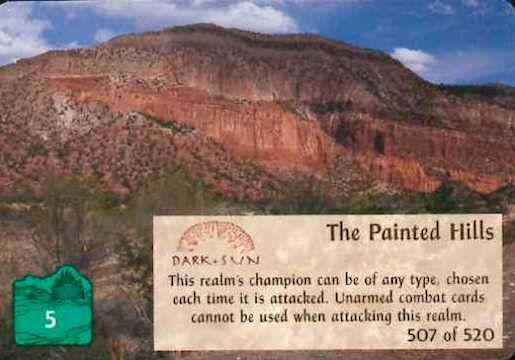 The Painted Hills
DARK SUN
This realm's champion can be of any type, chosen
each time it is attacked. Unarmed combat cards
cannot be used when attacking this realm.
507 of 520
5